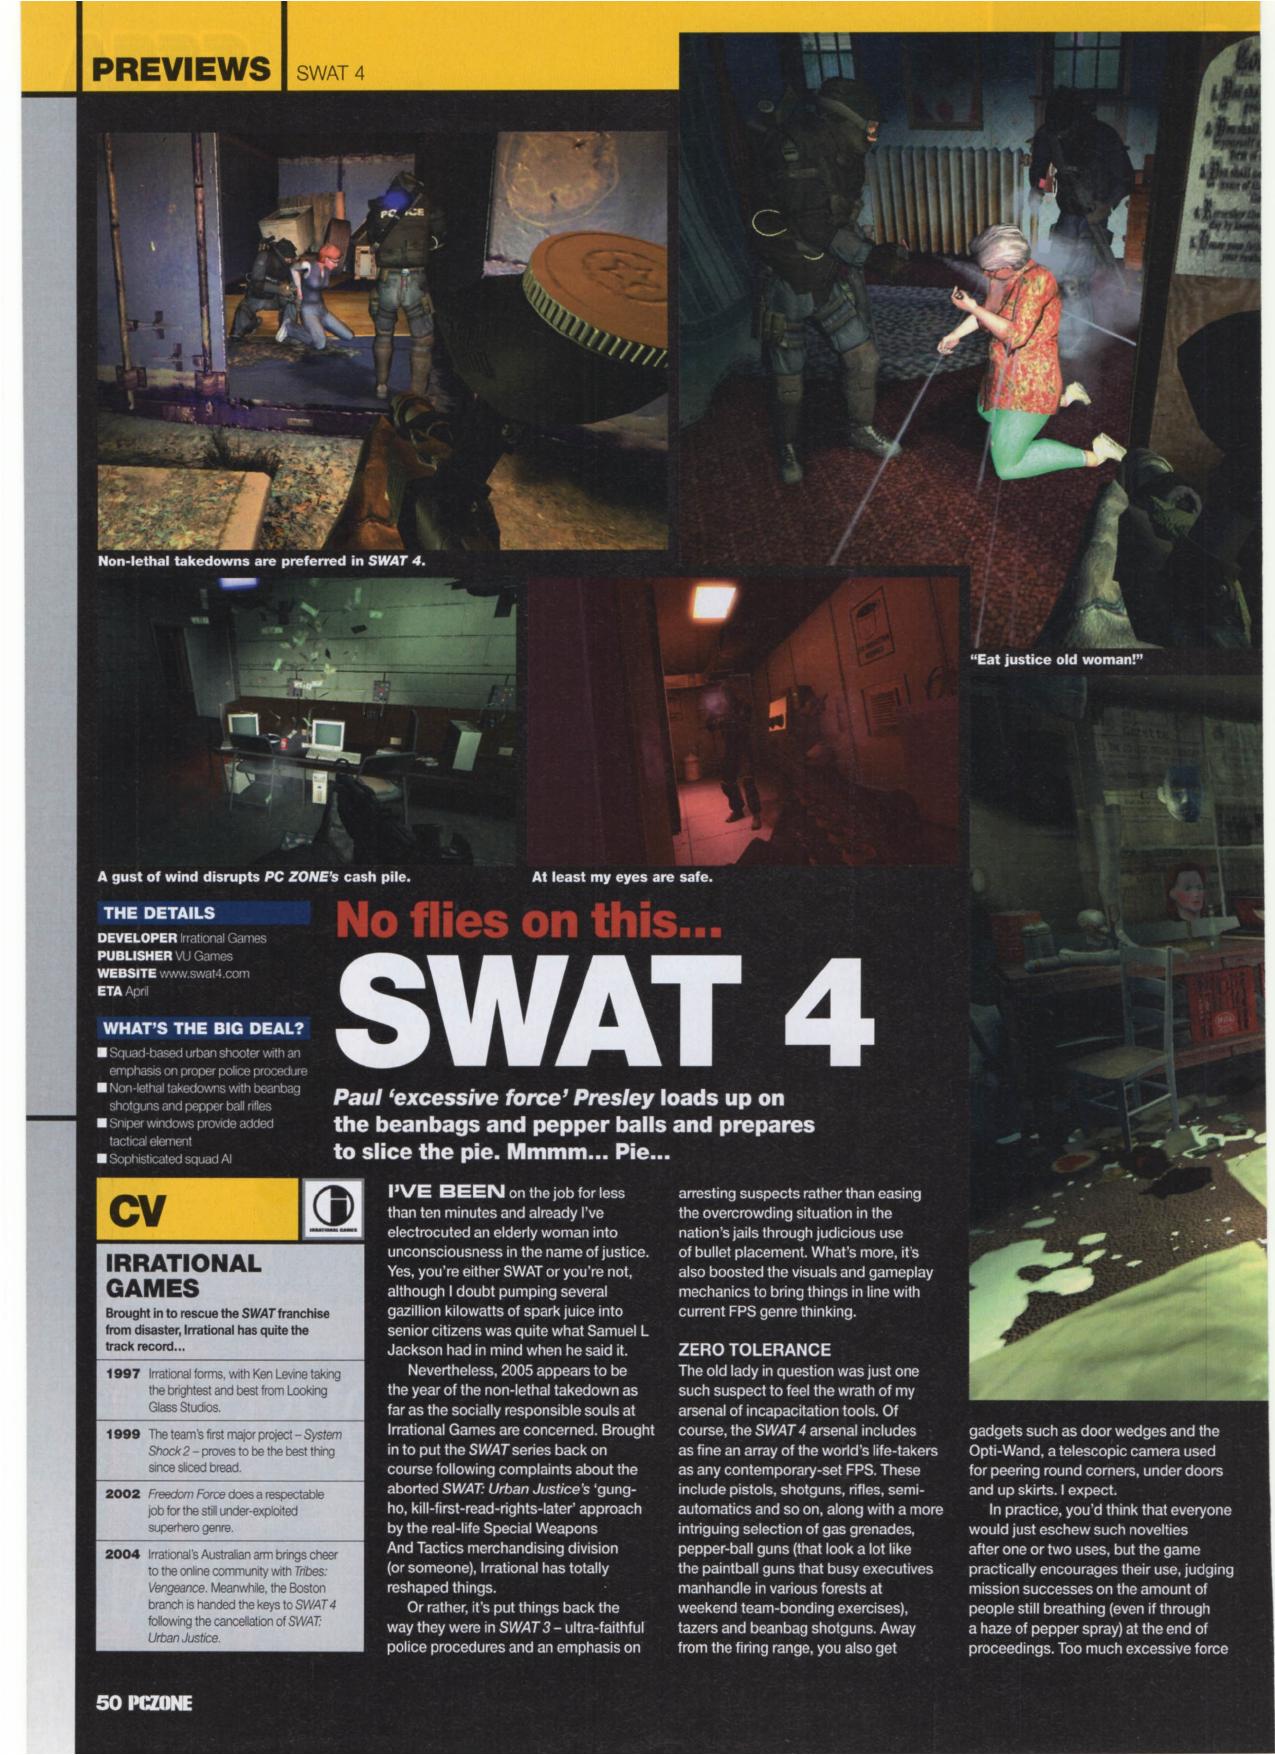 PREVIEWS SWAT 4
POLICE
Non-lethal takedowns are preferred in SWAT 4.
“Eat justice old woman!”
A gust of wind disrupts PC ZONE’s cash pile.
At least my eyes are safe.
THE DETAILS
DEVELOPER Irrational Games
PUBLISHER VU Games
WEBSITE www.swat4.com
ETA April
WHAT’S THE BIG DEAL?
■ Squad-based urban shooter with an
emphasis on proper police procedure
■ Non-lethal takedowns with beanbag
shotguns and pepper ball rifles
■ Sniper windows provide added
tactical element
■ Sophisticated squad AI
No flies on this...
SWAT 4
Paul ‘excessive force’ Presley loads up on
the beanbags and pepper balls and prepares
to slice the pie. Mmmm... Pie...
CV
IRRATIONAL GAMES
IRRATIONAL
GAMES
Brought in to rescue the SWAT franchise
from disaster, Irrational has quite the
track record...
1997 Irrational forms, with Ken Levine taking
the brightest and best from Looking
Glass Studios.
1999 The team’s first major project – System
Shock 2 – proves to be the best thing
since sliced bread.
2002 Freedom Force does a respectable
job for the still under-exploited
superhero genre.
2004 Irrational’s Australian arm brings cheer
to the online community with Tribes:
Vengeance. Meanwhile, the Boston
branch is handed the keys to SWAT 4
following the cancellation of SWAT:
Urban Justice.
I’VE BEEN on the job for less
than ten minutes and already I’ve
electrocuted an elderly woman into
unconsciousness in the name of justice.
Yes, you’re either SWAT or you’re not,
although I doubt pumping several
gazillion kilowatts of spark juice into
senior citizens was quite what Samuel L
Jackson had in mind when he said it.
Nevertheless, 2005 appears to be
the year of the non-lethal takedown as
far as the socially responsible souls at
Irrational Games are concerned. Brought
in to put the SWAT series back on
course following complaints about the
aborted SWAT: Urban Justice’s ‘gung-
ho, kill-first-read-rights-later’ approach
by the real-life Special Weapons
And Tactics merchandising division
(or someone), Irrational has totally
reshaped things.
Or rather, it’s put things back the
way they were in SWAT 3 – ultra-faithful
police procedures and an emphasis on
arresting suspects rather than easing
the overcrowding situation in the
nation’s jails through judicious use
of bullet placement. What’s more, it’s
also boosted the visuals and gameplay
mechanics to bring things in line with
current FPS genre thinking.
ZERO TOLERANCE
The old lady in question was just one
such suspect to feel the wrath of my
arsenal of incapacitation tools. Of
course, the SWAT 4 arsenal includes
as fine an array of the world’s life-takers
as any contemporary-set FPS. These
include pistols, shotguns, rifles, semi-
automatics and so on, along with a more
intriguing selection of gas grenades,
pepper-ball guns (that look a lot like
the paintball guns that busy executives
manhandle in various forests at
weekend team-bonding exercises),
tazers and beanbag shotguns. Away
from the firing range, you also get
gadgets such as door wedges and the
Opti-Wand, a telescopic camera used
for peering round corners, under doors
and up skirts. I expect.
In practice, you’d think that everyone
would just eschew such novelties
after one or two uses, but the game
practically encourages their use, judging
mission successes on the amount of
people still breathing (even if through
a haze of pepper spray) at the end of
proceedings. Too much excessive force
50 PCZONE